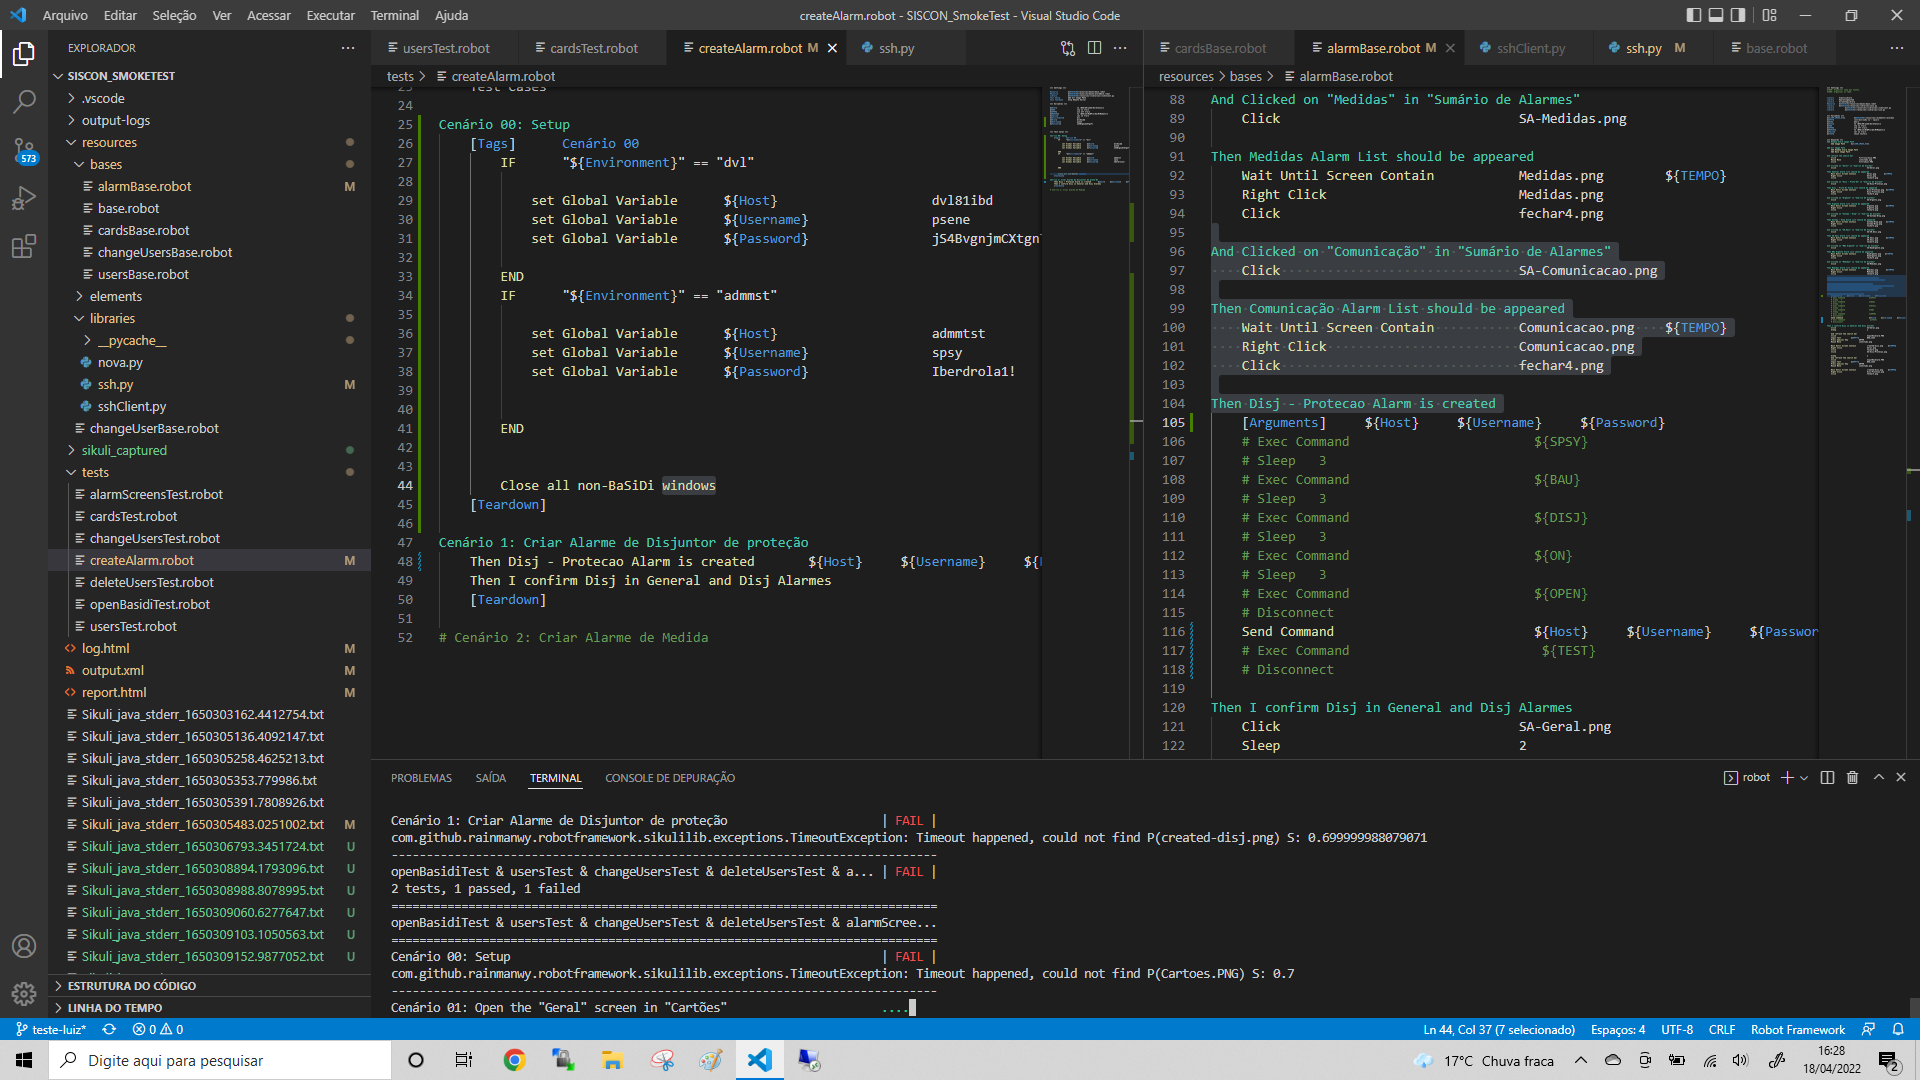 Arquivo Editar Seleção Ver Acessar Executar Terminal Ajuda
createAlarm.robot - SISCON_SmokeTest - Visual Studio Code
EXPLORADOR
SISCON_SMOKETEST
.vscode
output-logs
resources
bases
alarmBase.robot M
base.robot
cardsBase.robot
changeUsersBase.robot
usersBase.robot
elements
libraries
__pycache__
nova.py
ssh.py M
sshClient.py
changeUserBase.robot
sikuli_captured
tests
alarmScreensTest.robot
cardsTest.robot
changeUsersTest.robot
createAlarm.robot M
deleteUsersTest.robot
openBasidiTest.robot
usersTest.robot
log.html M
output.xml M
report.html M
Sikuli_java_stderr_1650303162.4412754.txt
Sikuli_java_stderr_1650305136.4092147.txt
Sikuli_java_stderr_1650305258.4625213.txt
Sikuli_java_stderr_1650305353.779986.txt
Sikuli_java_stderr_1650305391.7808926.txt
Sikuli_java_stderr_1650305483.0251002.txt M
Sikuli_java_stderr_1650306793.3451724.txt U
Sikuli_java_stderr_1650308894.1793096.txt U
Sikuli_java_stderr_1650308988.8078995.txt U
Sikuli_java_stderr_1650309060.6277647.txt U
Sikuli_java_stderr_1650309103.1050563.txt U
Sikuli_java_stderr_1650309152.9877052.txt U
ESTRUTURA DO CÓDIGO
LINHA DO TEMPO
573
usersTest.robot cardsTest.robot createAlarm.robot M ssh.py
tests > createAlarm.robot
23 Test Cases
24
25 Cenário 00: Setup
26 [Tags] Cenário 00
27 IF "${Environment}" == "dvl"
28
29 set Global Variable ${Host} dvl81ibd
30 set Global Variable ${Username} psene
31 set Global Variable ${Password} jS4BvgnjmCXtgn
32
33 END
34 IF "${Environment}" == "admmst"
35
36 set Global Variable ${Host} admmtst
37 set Global Variable ${Username} spsy
38 set Global Variable ${Password} Iberdrola1!
39
40
41 END
42
43
44 Close all non-BaSiDi windows
45 [Teardown]
46
47 Cenário 1: Criar Alarme de Disjuntor de proteção
48 Then Disj - Protecao Alarm is created ${Host} ${Username} ${
49 Then I confirm Disj in General and Disj Alarmes
50 [Teardown]
51
52 # Cenário 2: Criar Alarme de Medida
cardsBase.robot alarmBase.robot M sshClient.py ssh.py M base.robot
resources > bases > alarmBase.robot
88 And Clicked on "Medidas" in "Sumário de Alarmes"
89 Click SA-Medidas.png
90
91 Then Medidas Alarm List should be appeared
92 Wait Until Screen Contain Medidas.png ${TEMPO}
93 Right Click Medidas.png
94 Click fechar4.png
95
96 And Clicked on "Comunicação" in "Sumário de Alarmes"
97 Click SA-Comunicacao.png
98
99 Then Comunicação Alarm List should be appeared
100 Wait Until Screen Contain Comunicacao.png ${TEMPO}
101 Right Click Comunicacao.png
102 Click fechar4.png
103
104 Then Disj - Protecao Alarm is created
105 [Arguments] ${Host} ${Username} ${Password}
106 # Exec Command ${SPSY}
107 # Sleep 3
108 # Exec Command ${BAU}
109 # Sleep 3
110 # Exec Command ${DISJ}
111 # Sleep 3
112 # Exec Command ${ON}
113 # Sleep 3
114 # Exec Command ${OPEN}
115 # Disconnect
116 Send Command ${Host} ${Username} ${Passwor
117 # Exec Command ${TEST}
118 # Disconnect
119
120 Then I confirm Disj in General and Disj Alarmes
121 Click SA-Geral.png
122 Sleep 2
PROBLEMAS SAÍDA TERMINAL CONSOLE DE DEPURAÇÃO
robot
Cenário 1: Criar Alarme de Disjuntor de proteção | FAIL |
com.github.rainmanwy.robotframework.sikulilib.exceptions.TimeoutException: Timeout happened, could not find P(created-disj.png) S: 0.699999988079071
------------------------------------------------------------------------------
openBasidiTest & usersTest & changeUsersTest & deleteUsersTest & a... | FAIL |
2 tests, 1 passed, 1 failed
==============================================================================
openBasidiTest & usersTest & changeUsersTest & deleteUsersTest & alarmScree...
==============================================================================
Cenário 00: Setup | FAIL |
com.github.rainmanwy.robotframework.sikulilib.exceptions.TimeoutException: Timeout happened, could not find P(Cartoes.PNG) S: 0.7
------------------------------------------------------------------------------
Cenário 01: Open the "Geral" screen in "Cartões" ....
teste-luiz* 0 0
Ln 44, Col 37 (7 selecionado) Espaços: 4 UTF-8 CRLF Robot Framework
Digite aqui para pesquisar
17°C Chuva fraca
16:28
18/04/2022
2